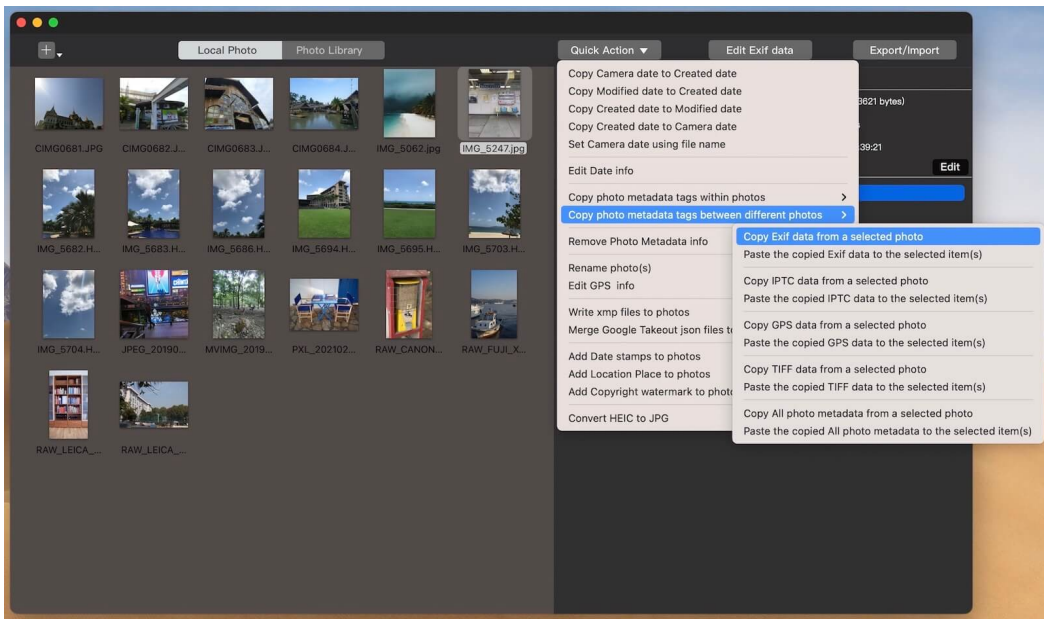 Local Photo
Photo Library
Quick Action ▼
Edit Exif data
Export/Import
CIMG0681.JPG
CIMG0682.J...
CIMG0683.J...
CIMG0684.J...
IMG_5062.jpg
IMG_5247.jpg
IMG_5682.H...
IMG_5683.H...
IMG_5686.H...
IMG_5694.H...
IMG_5695.H...
IMG_5703.H...
IMG_5704.H...
JPEG_20190...
MVIMG_2019...
PXL_202102...
RAW_CANON...
RAW_FUJI_X...
RAW_LEICA_...
RAW_LEICA_...
Copy Camera date to Created date
Copy Modified date to Created date
Copy Created date to Modified date
Copy Created date to Camera date
Set Camera date using file name
Edit Date info
Copy photo metadata tags within photos
Copy photo metadata tags between different photos
Remove Photo Metadata info
Rename photo(s)
Edit GPS info
Write xmp files to photos
Merge Google Takeout json files
Add Date stamps to photos
Add Location Place to photos
Add Copyright watermark to
Convert HEIC to JPG
3621 bytes)
:39:21
Edit
Copy Exif data from a selected photo
Paste the copied Exif data to the selected item(s)
Copy IPTC data from a selected photo
Paste the copied IPTC data to the selected item(s)
Copy GPS data from a selected photo
Paste the copied GPS data to the selected item(s)
Copy TIFF data from a selected photo
Paste the copied TIFF data to the selected item(s)
Copy All photo metadata from a selected photo
Paste the copied All photo metadata to the selected item(s)